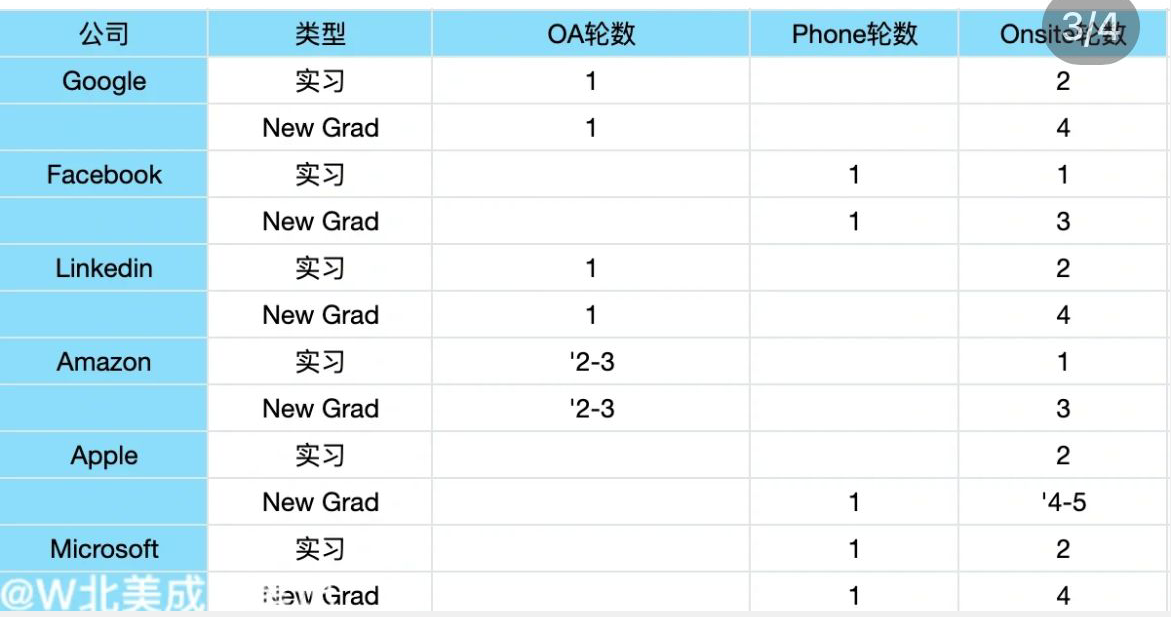 公司 类型 OA轮数 Phone轮数 Onsite轮数
3/4
Google 实习 1 2
New Grad 1 4
Facebook 实习 1 1
New Grad 1 3
Linkedin 实习 1 2
New Grad 1 4
Amazon 实习 '2-3 1
New Grad '2-3 3
Apple 实习 2
New Grad 1 '4-5
Microsoft 实习 1 2
New Grad 1 4
@W北美成